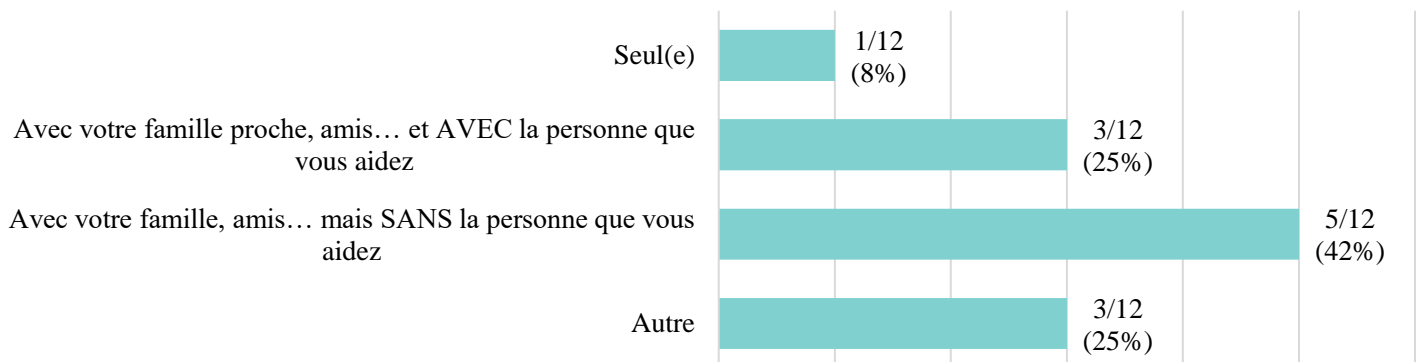 Seul(e)
1/12
(8%)
Avec votre famille proche, amis… et AVEC la personne que
vous aidez
3/12
(25%)
Avec votre famille, amis… mais SANS la personne que vous
aidez
5/12
(42%)
Autre
3/12
(25%)